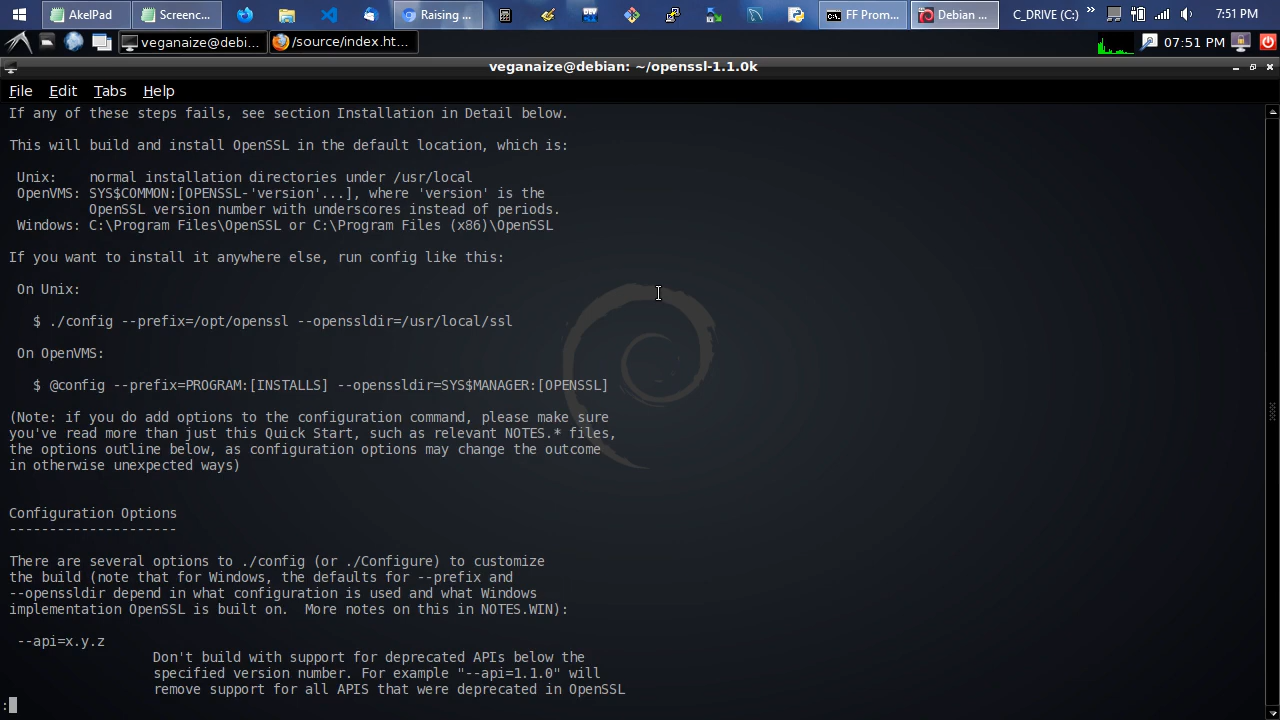 AkelPad
Screenc...
Raising ...
FF Prom...
Debian ...
C_DRIVE (C:)
7:51 PM
veganaize@debi...
/source/index.ht...
07:51 PM
veganaize@debian: ~/openssl-1.1.0k
File Edit Tabs Help
If any of these steps fails, see section Installation in Detail below.
This will build and install OpenSSL in the default location, which is:
Unix:    normal installation directories under /usr/local
OpenVMS: SYS$COMMON:[OPENSSL-'version'...], where 'version' is the
OpenSSL version number with underscores instead of periods.
Windows: C:\Program Files\OpenSSL or C:\Program Files (x86)\OpenSSL
If you want to install it anywhere else, run config like this:
On Unix:
$ ./config --prefix=/opt/openssl --openssldir=/usr/local/ssl
On OpenVMS:
$ @config --prefix=PROGRAM:[INSTALLS] --openssldir=SYS$MANAGER:[OPENSSL]
(Note: if you do add options to the configuration command, please make sure
you've read more than just this Quick Start, such as relevant NOTES.* files,
the options outline below, as configuration options may change the outcome
in otherwise unexpected ways)
Configuration Options
---------------------
There are several options to ./config (or ./Configure) to customize
the build (note that for Windows, the defaults for --prefix and
--openssldir depend in what configuration is used and what Windows
implementation OpenSSL is built on.  More notes on this in NOTES.WIN):
--api=x.y.z
Don't build with support for deprecated APIs below the
specified version number. For example "--api=1.1.0" will
remove support for all APIS that were deprecated in OpenSSL
: